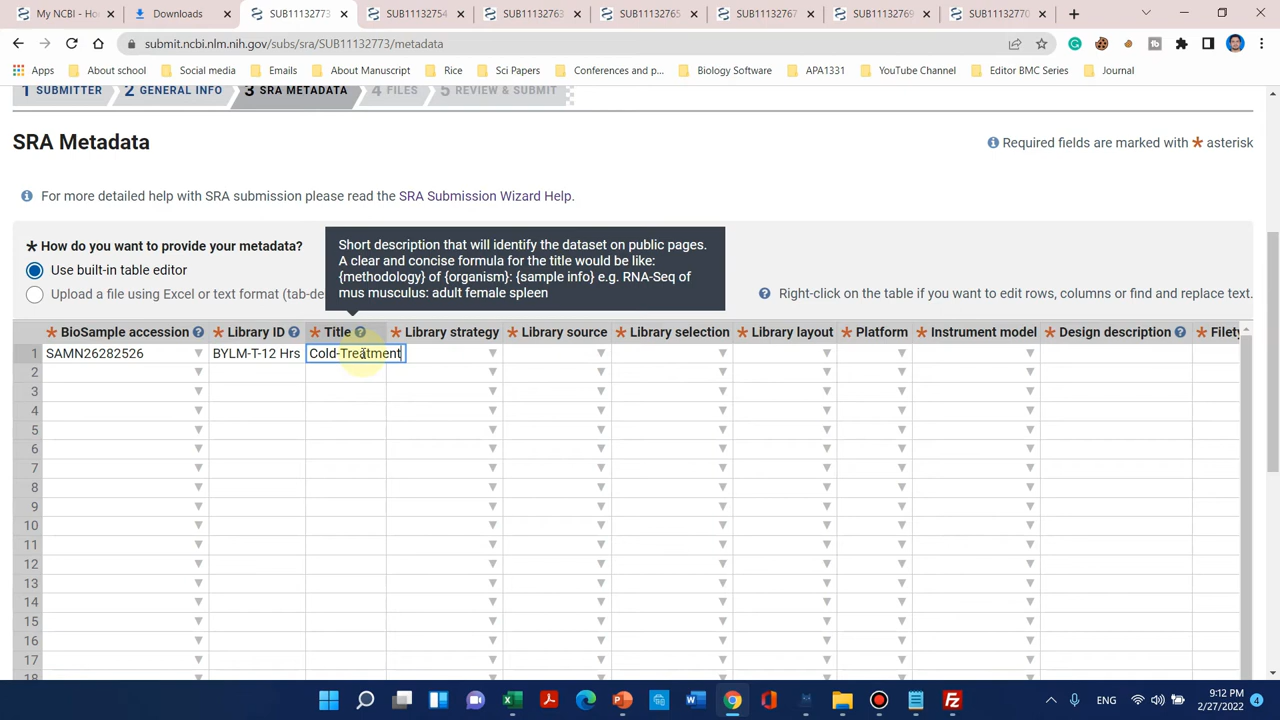 My NCBI - Ho
Downloads
SUB11132773
SUB11132754
SUB11132763
SUB11132765
SUB11132767
SUB11132769
SUB11132770
submit.ncbi.nlm.nih.gov/subs/sra/SUB11132773/metadata
Apps
About school
Social media
Emails
About Manuscript
Rice
Sci Papers
Conferences and p...
Biology Software
APA1331
YouTube Channel
Editor BMC Series
Journal
1 SUBMITTER
2 GENERAL INFO
3 SRA METADATA
4 FILES
5 REVIEW & SUBMIT
SRA Metadata
Required fields are marked with * asterisk
For more detailed help with SRA submission please read the SRA Submission Wizard Help.
* How do you want to provide your metadata?
Use built-in table editor
Upload a file using Excel or text format (tab-de
Short description that will identify the dataset on public pages.
A clear and concise formula for the title would be like:
{methodology} of {organism}: {sample info} e.g. RNA-Seq of
mus musculus: adult female spleen
Right-click on the table if you want to edit rows, columns or find and replace text.
* BioSample accession * Library ID * Title * Library strategy * Library source * Library selection * Library layout * Platform * Instrument model * Design description * Filety
1 SAMN26282526 BYLM-T-12 Hrs Cold-Treatment
2
3
4
5
6
7
8
9
10
11
12
13
14
15
16
17
18
ENG
9:12 PM
2/27/2022
4